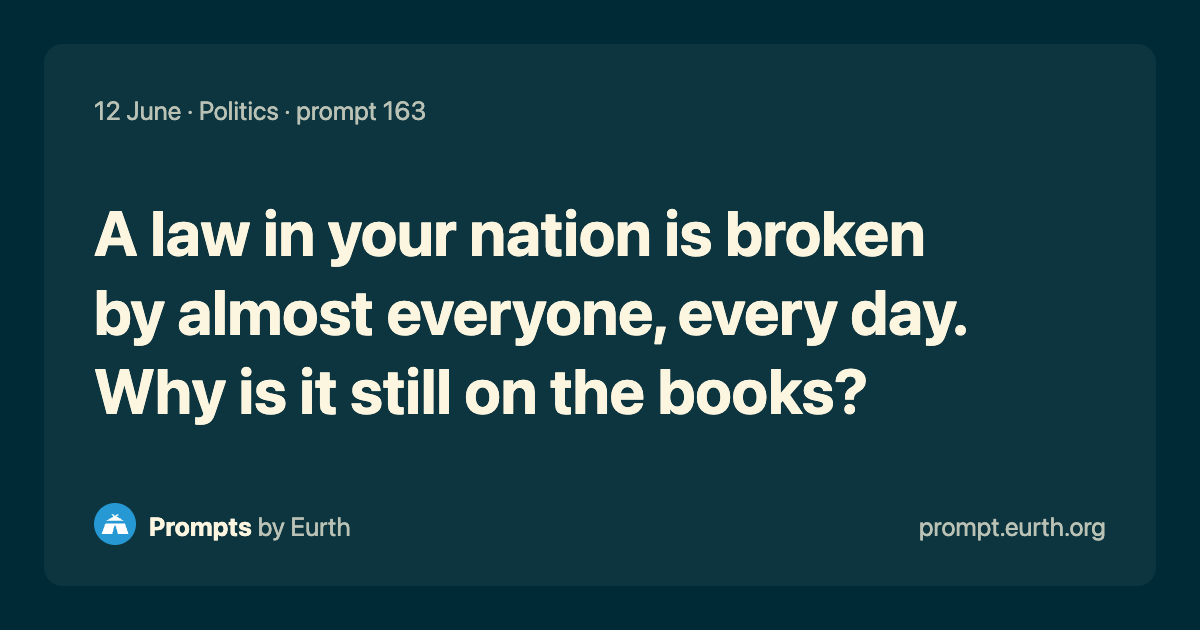 12 June · Politics · prompt 163
A law in your nation is broken
by almost everyone, every day.
Why is it still on the books?
Prompts by Eurth
prompt.eurth.org